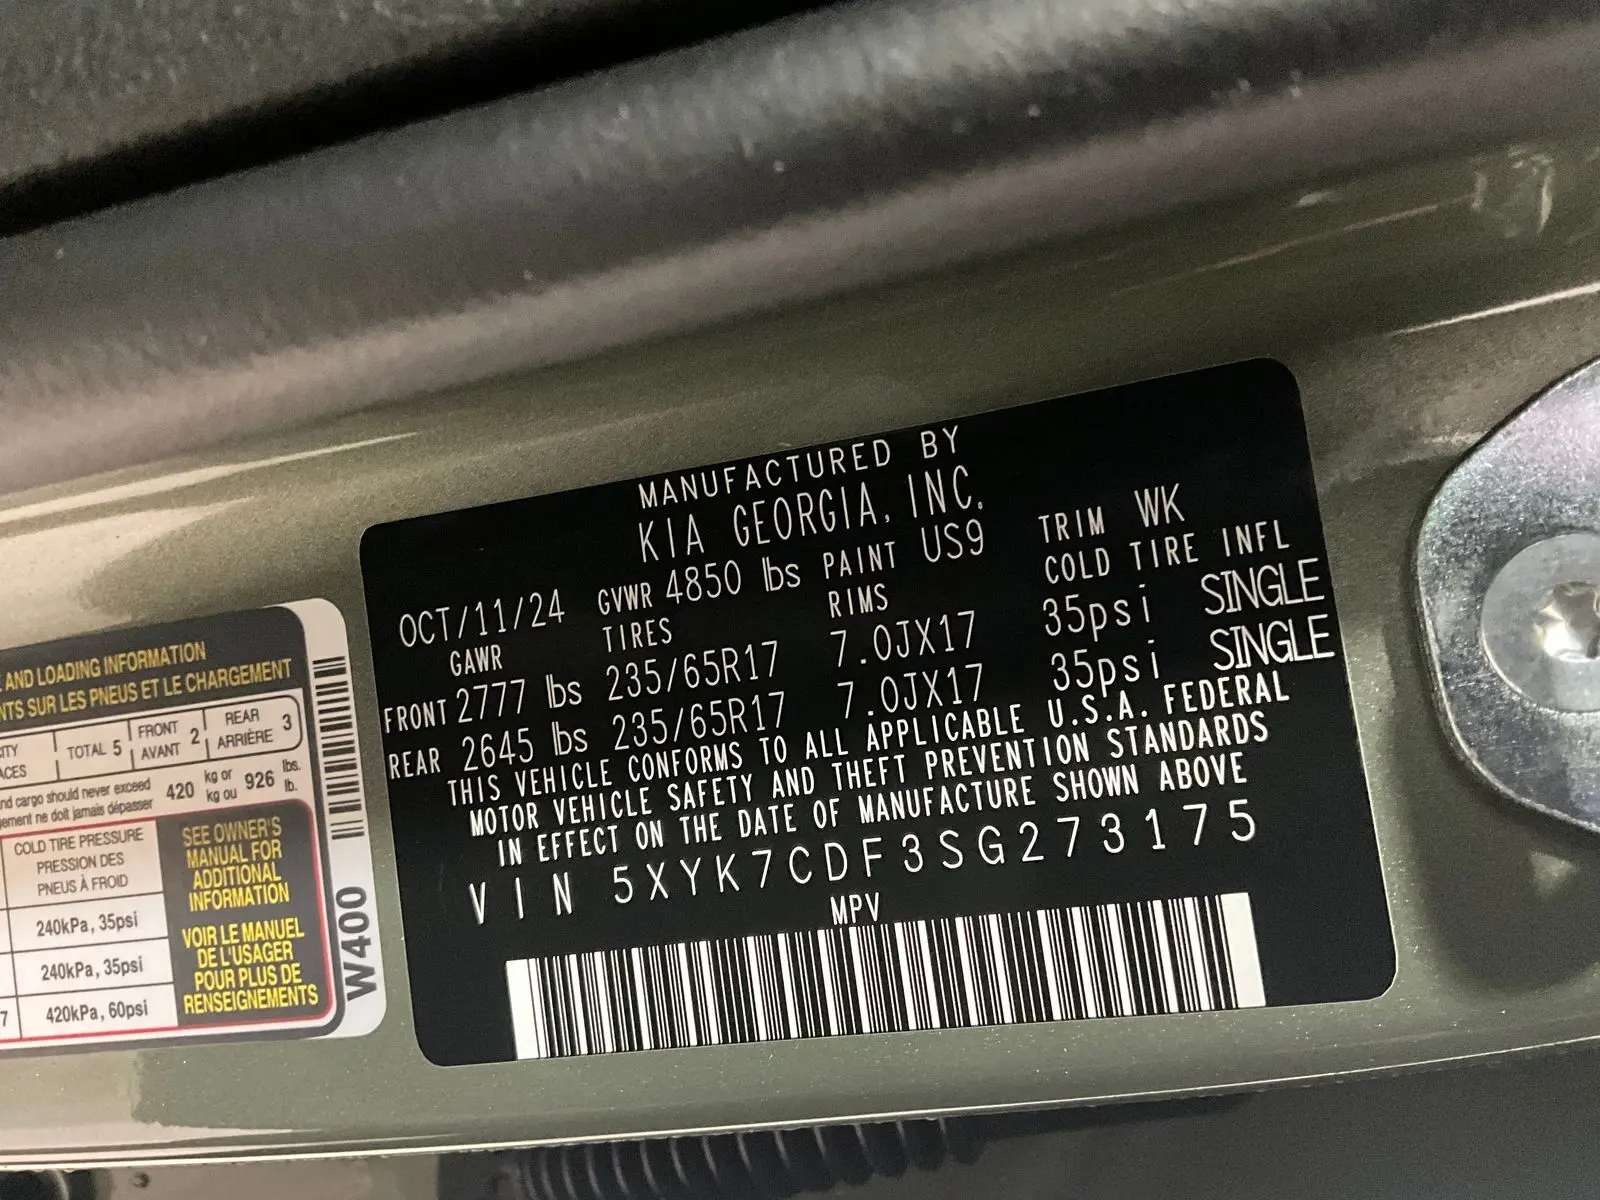 MANUFACTURED BY
KIA GEORGIA, INC.
OCT/11/24 GVWR 4850 lbs PAINT US9 TRIM WK
GAWR TIRES RIMS COLD TIRE INFL
FRONT 2777 lbs 235/65R17 7.0JX17 35psi SINGLE
REAR 2645 lbs 235/65R17 7.0JX17 35psi SINGLE
THIS VEHICLE CONFORMS TO ALL APPLICABLE U.S.A. FEDERAL
MOTOR VEHICLE SAFETY AND THEFT PREVENTION STANDARDS
IN EFFECT ON THE DATE OF MANUFACTURE SHOWN ABOVE
VIN 5XYK7CDF3SG273175
MPV
AND LOADING INFORMATION
SUR LES PNEUS ET LE CHARGEMENT
TOTAL 5 FRONT AVANT 2 REAR ARRIÈRE 3
and cargo should never exceed
ne doit jamais dépasser
420 kg or kg ou 926 lbs. lb.
COLD TIRE PRESSURE
PRESSION DES
PNEUS À FROID
240kPa, 35psi
240kPa, 35psi
7 420kPa, 60psi
SEE OWNER'S
MANUAL FOR
ADDITIONAL
INFORMATION
VOIR LE MANUEL
DE L'USAGER
POUR PLUS DE
RENSEIGNEMENTS
W400